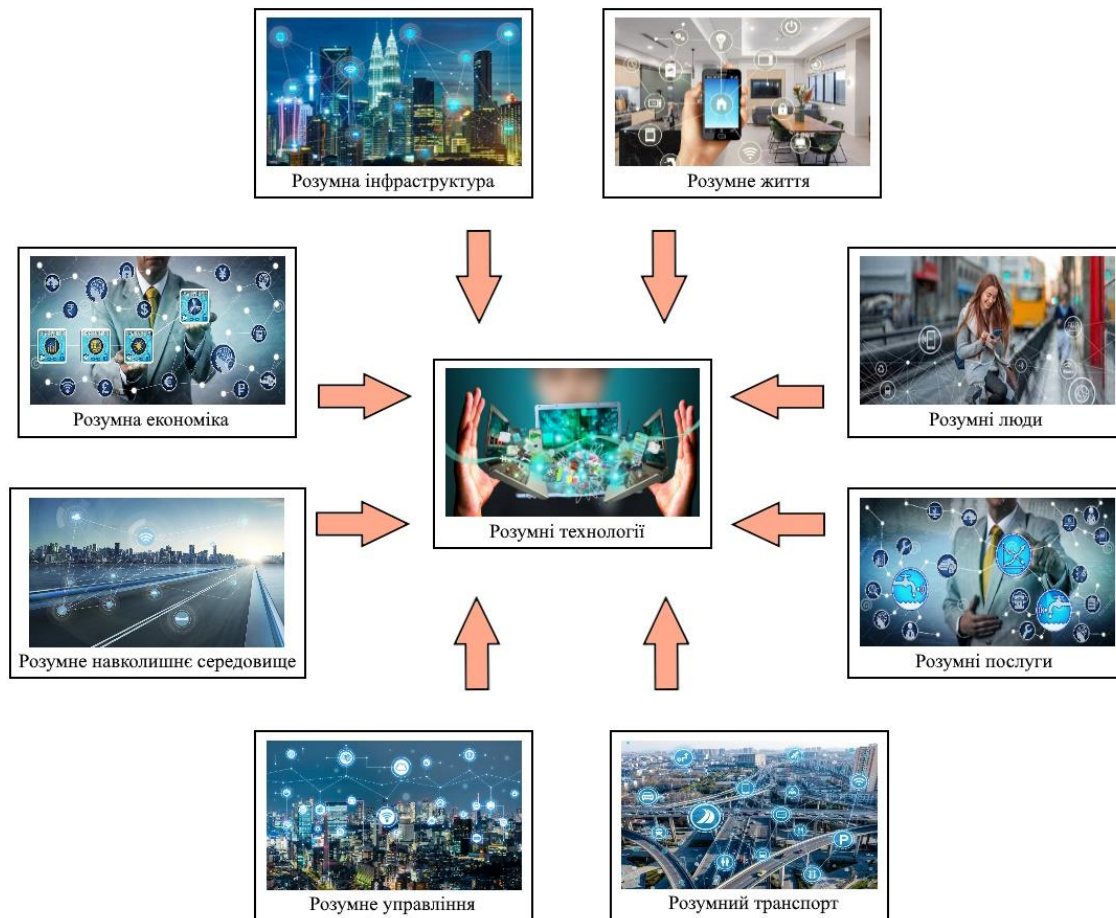 Розумна інфраструктура
Розумне життя
Розумна економіка
Розумні люди
Розумні технології
Розумне навколишнє середовище
Розумні послуги
Розумне управління
Розумний транспорт